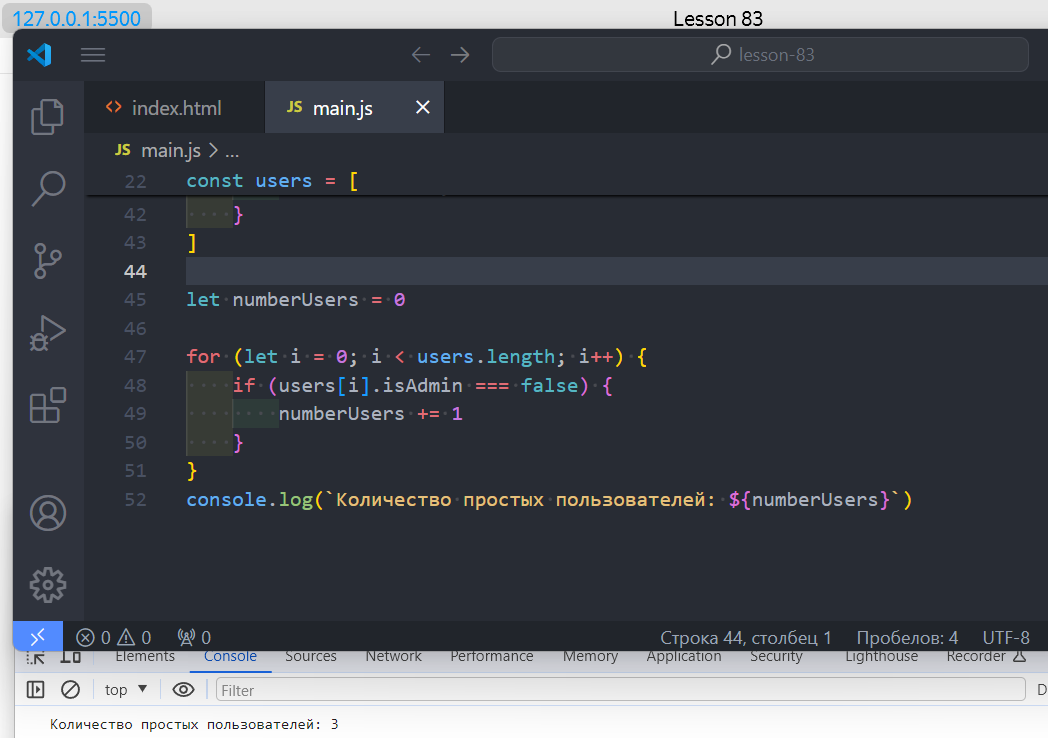 127.0.0.1:5500
Lesson 83
lesson-83
index.html
JS main.js
JS main.js > ...
22 const users = [
42 }
43 ]
44
45 let numberUsers = 0
46
47 for (let i = 0; i < users.length; i++) {
48 if (users[i].isAdmin === false) {
49 numberUsers += 1
50 }
51 }
52 console.log(`Количество простых пользователей: ${numberUsers}`)
0 0 0 Строка 44, столбец 1 Пробелов: 4 UTF-8
Elements Console Sources Network Performance Memory Application Security Lighthouse Recorder
top Filter D
Количество простых пользователей: 3